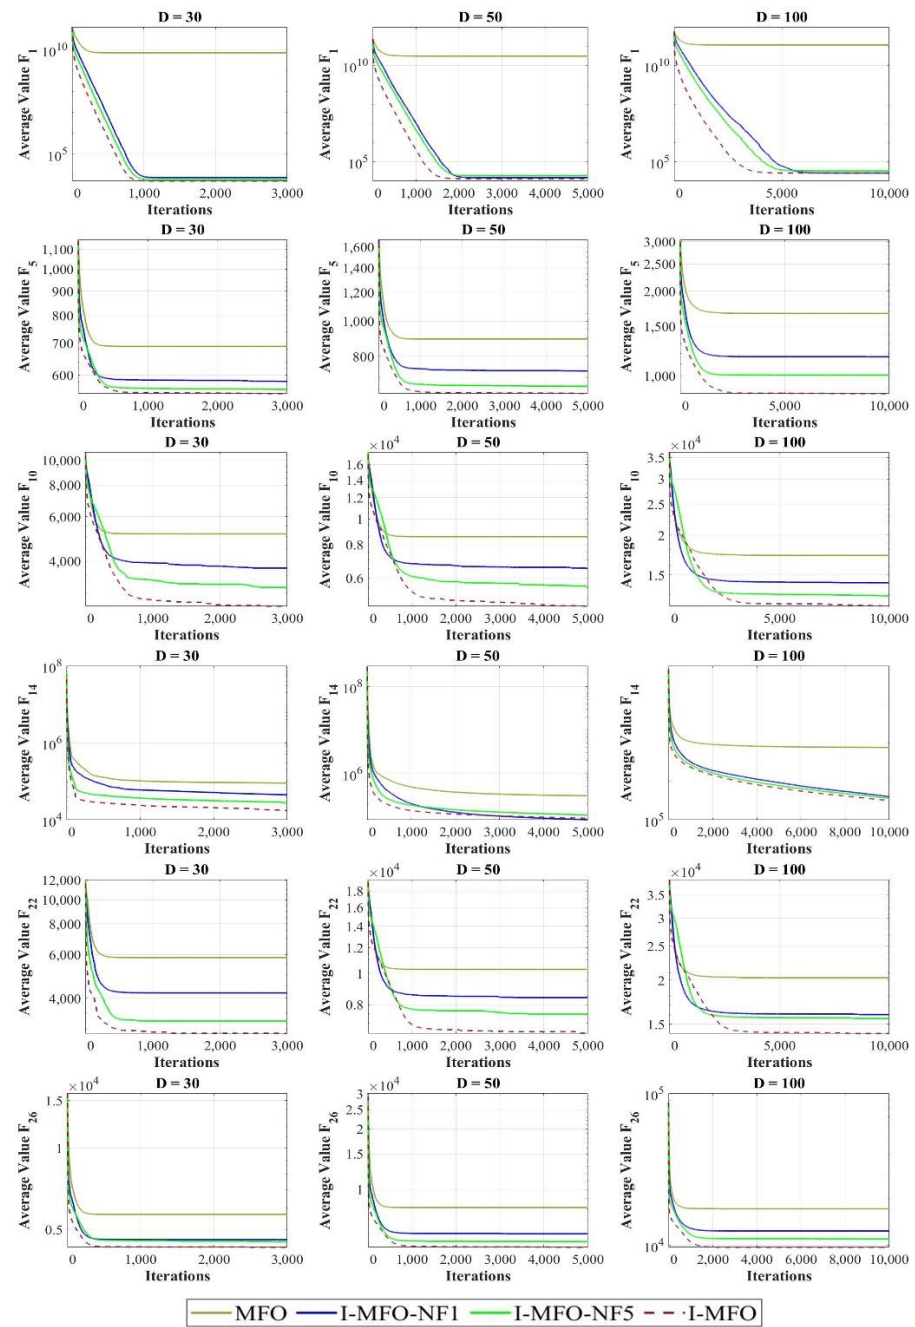 D = 30 D = 50 D = 100
Average Value F1 Average Value F1 Average Value F1
10^10 10^10 10^10
10^5 10^5 10^5
0 1,000 2,000 3,000 0 1,000 2,000 3,000 4,000 5,000 0 5,000 10,000
Iterations Iterations Iterations
D = 30 D = 50 D = 100
Average Value F5 Average Value F5 Average Value F5
1,100 1,600 3,000
1,000 1,400 2,500
900 1,200 2,000
800 1,000 1,500
700 800 1,000
600
0 1,000 2,000 3,000 0 1,000 2,000 3,000 4,000 5,000 0 5,000 10,000
Iterations Iterations Iterations
D = 30 D = 50 D = 100
×10^4 ×10^4
Average Value F10 Average Value F10 Average Value F10
10,000 1.6 3.5
8,000 1.4 3
6,000 1.2 2.5
4,000 1 2
0.8 1.5
0.6
0 1,000 2,000 3,000 0 1,000 2,000 3,000 4,000 5,000 0 5,000 10,000
Iterations Iterations Iterations
D = 30 D = 50 D = 100
Average Value F14 Average Value F14 Average Value F14
10^8 10^8
10^6 10^6
10^4 10^5
0 1,000 2,000 3,000 0 1,000 2,000 3,000 4,000 5,000 0 2,000 4,000 6,000 8,000 10,000
Iterations Iterations Iterations
D = 30 D = 50 D = 100
×10^4 ×10^4
Average Value F22 Average Value F22 Average Value F22
12,000 1.8 3.5
10,000 1.6 3
8,000 1.4 2.5
6,000 1.2 2
4,000 1 1.5
0.8
0 1,000 2,000 3,000 0 1,000 2,000 3,000 4,000 5,000 0 5,000 10,000
Iterations Iterations Iterations
D = 30 D = 50 D = 100
×10^4 ×10^4
Average Value F26 Average Value F26 Average Value F26
1.5 3 10^5
1 2.5 10^4
0.5 2
1.5
1
0 1,000 2,000 3,000 0 1,000 2,000 3,000 4,000 5,000 0 2,000 4,000 6,000 8,000 10,000
Iterations Iterations Iterations
MFO I-MFO-NF1 I-MFO-NF5 I-MFO